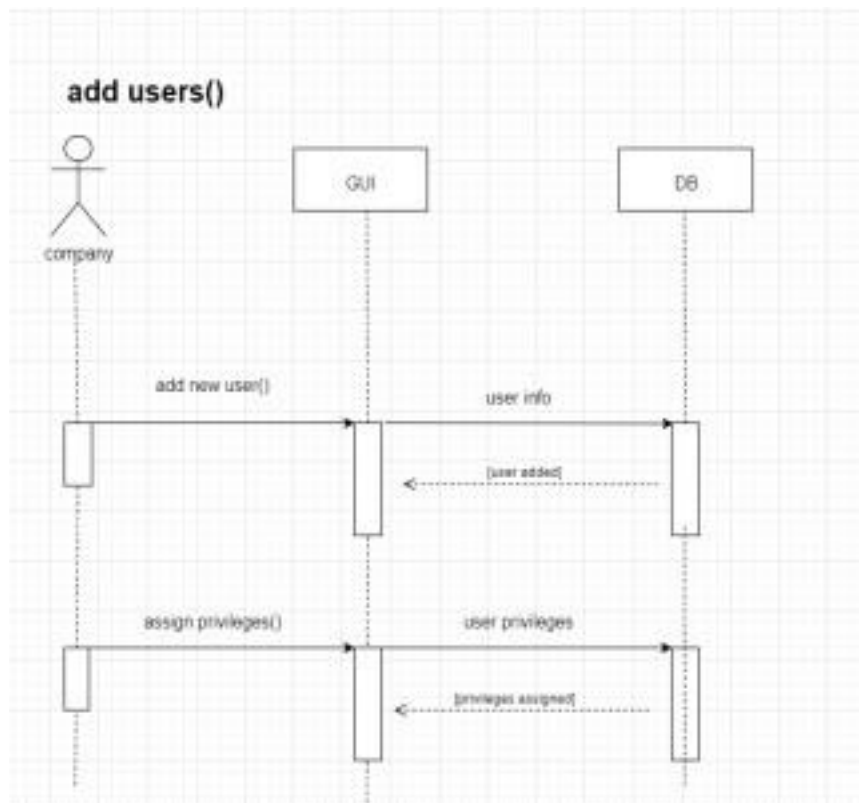 add users()
GUI
DB
company
add new user()
user info
[user added]
assign privileges()
user privileges
[privileges assigned]